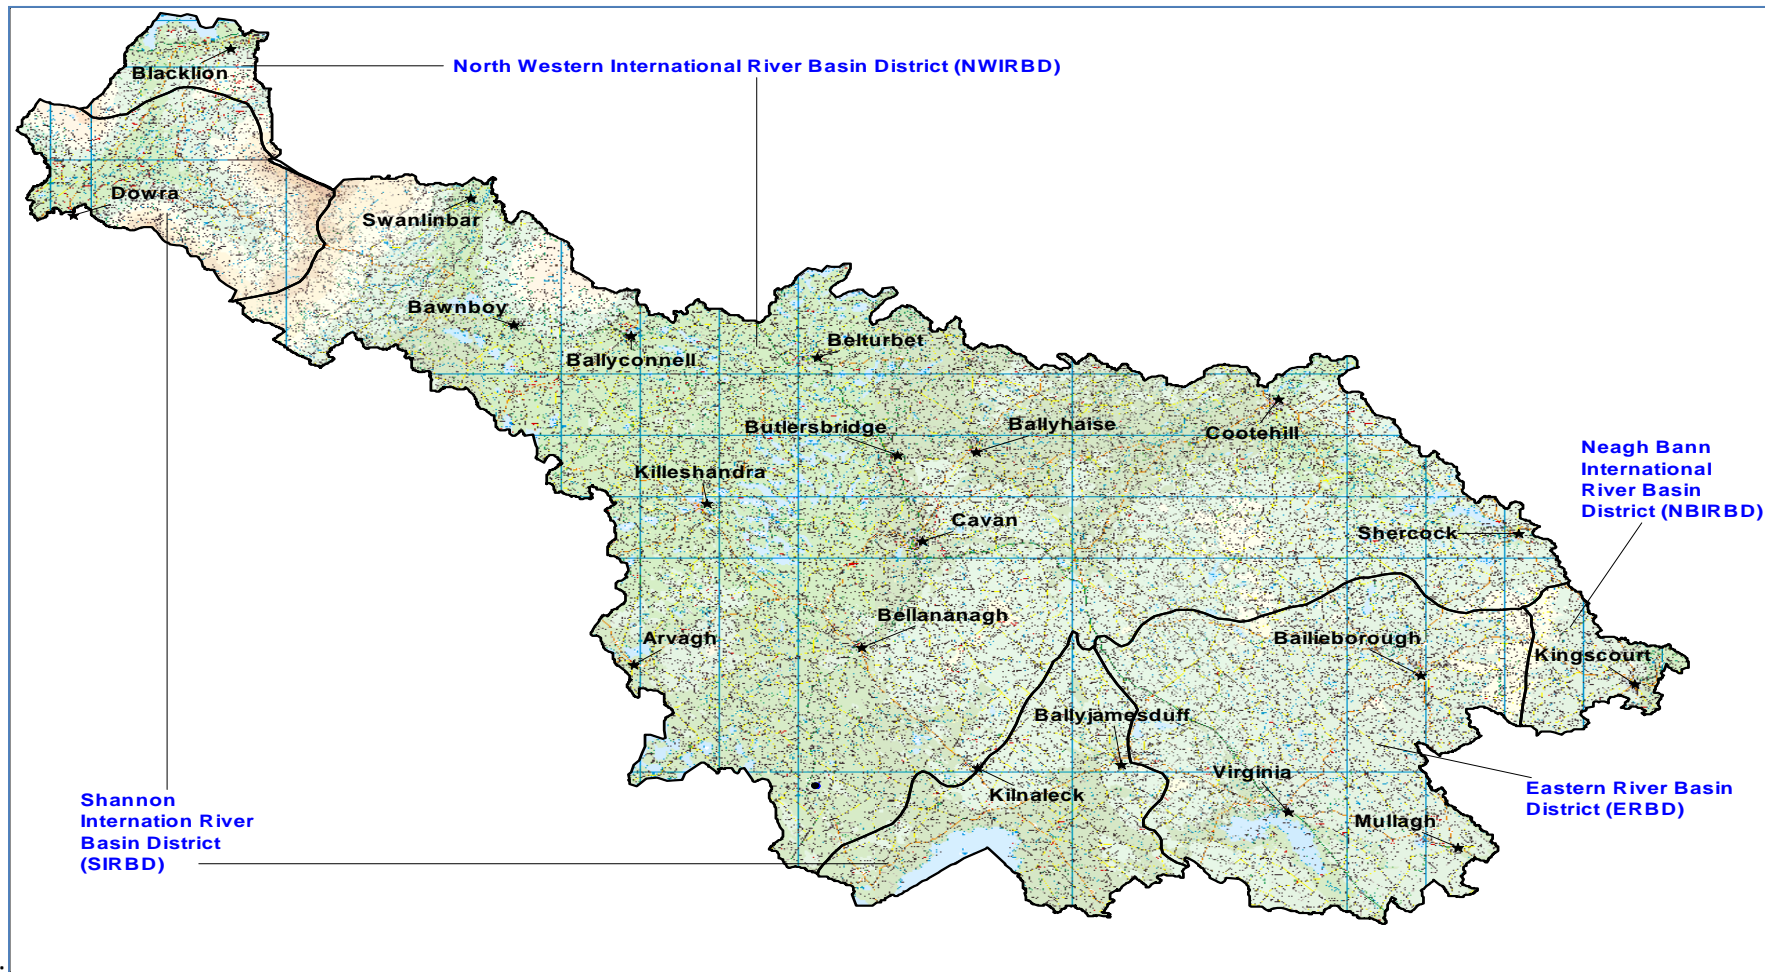 Blacklion
North Western International River Basin District (NWIRBD)
Dowra
Swanlinbar
Bawnboy
Ballyconnell
Belturbet
Butlersbridge
Ballyhaise
Cootehill
Killeshandra
Neagh Bann
International
River Basin
District (NBIRBD)
Cavan
Shercock
Bellananagh
Arvagh
Bailieborough
Kingscourt
Ballyjamesduff
Virginia
Kilnaleck
Mullagh
Eastern River Basin
District (ERBD)
Shannon
Internation River
Basin District
(SIRBD)